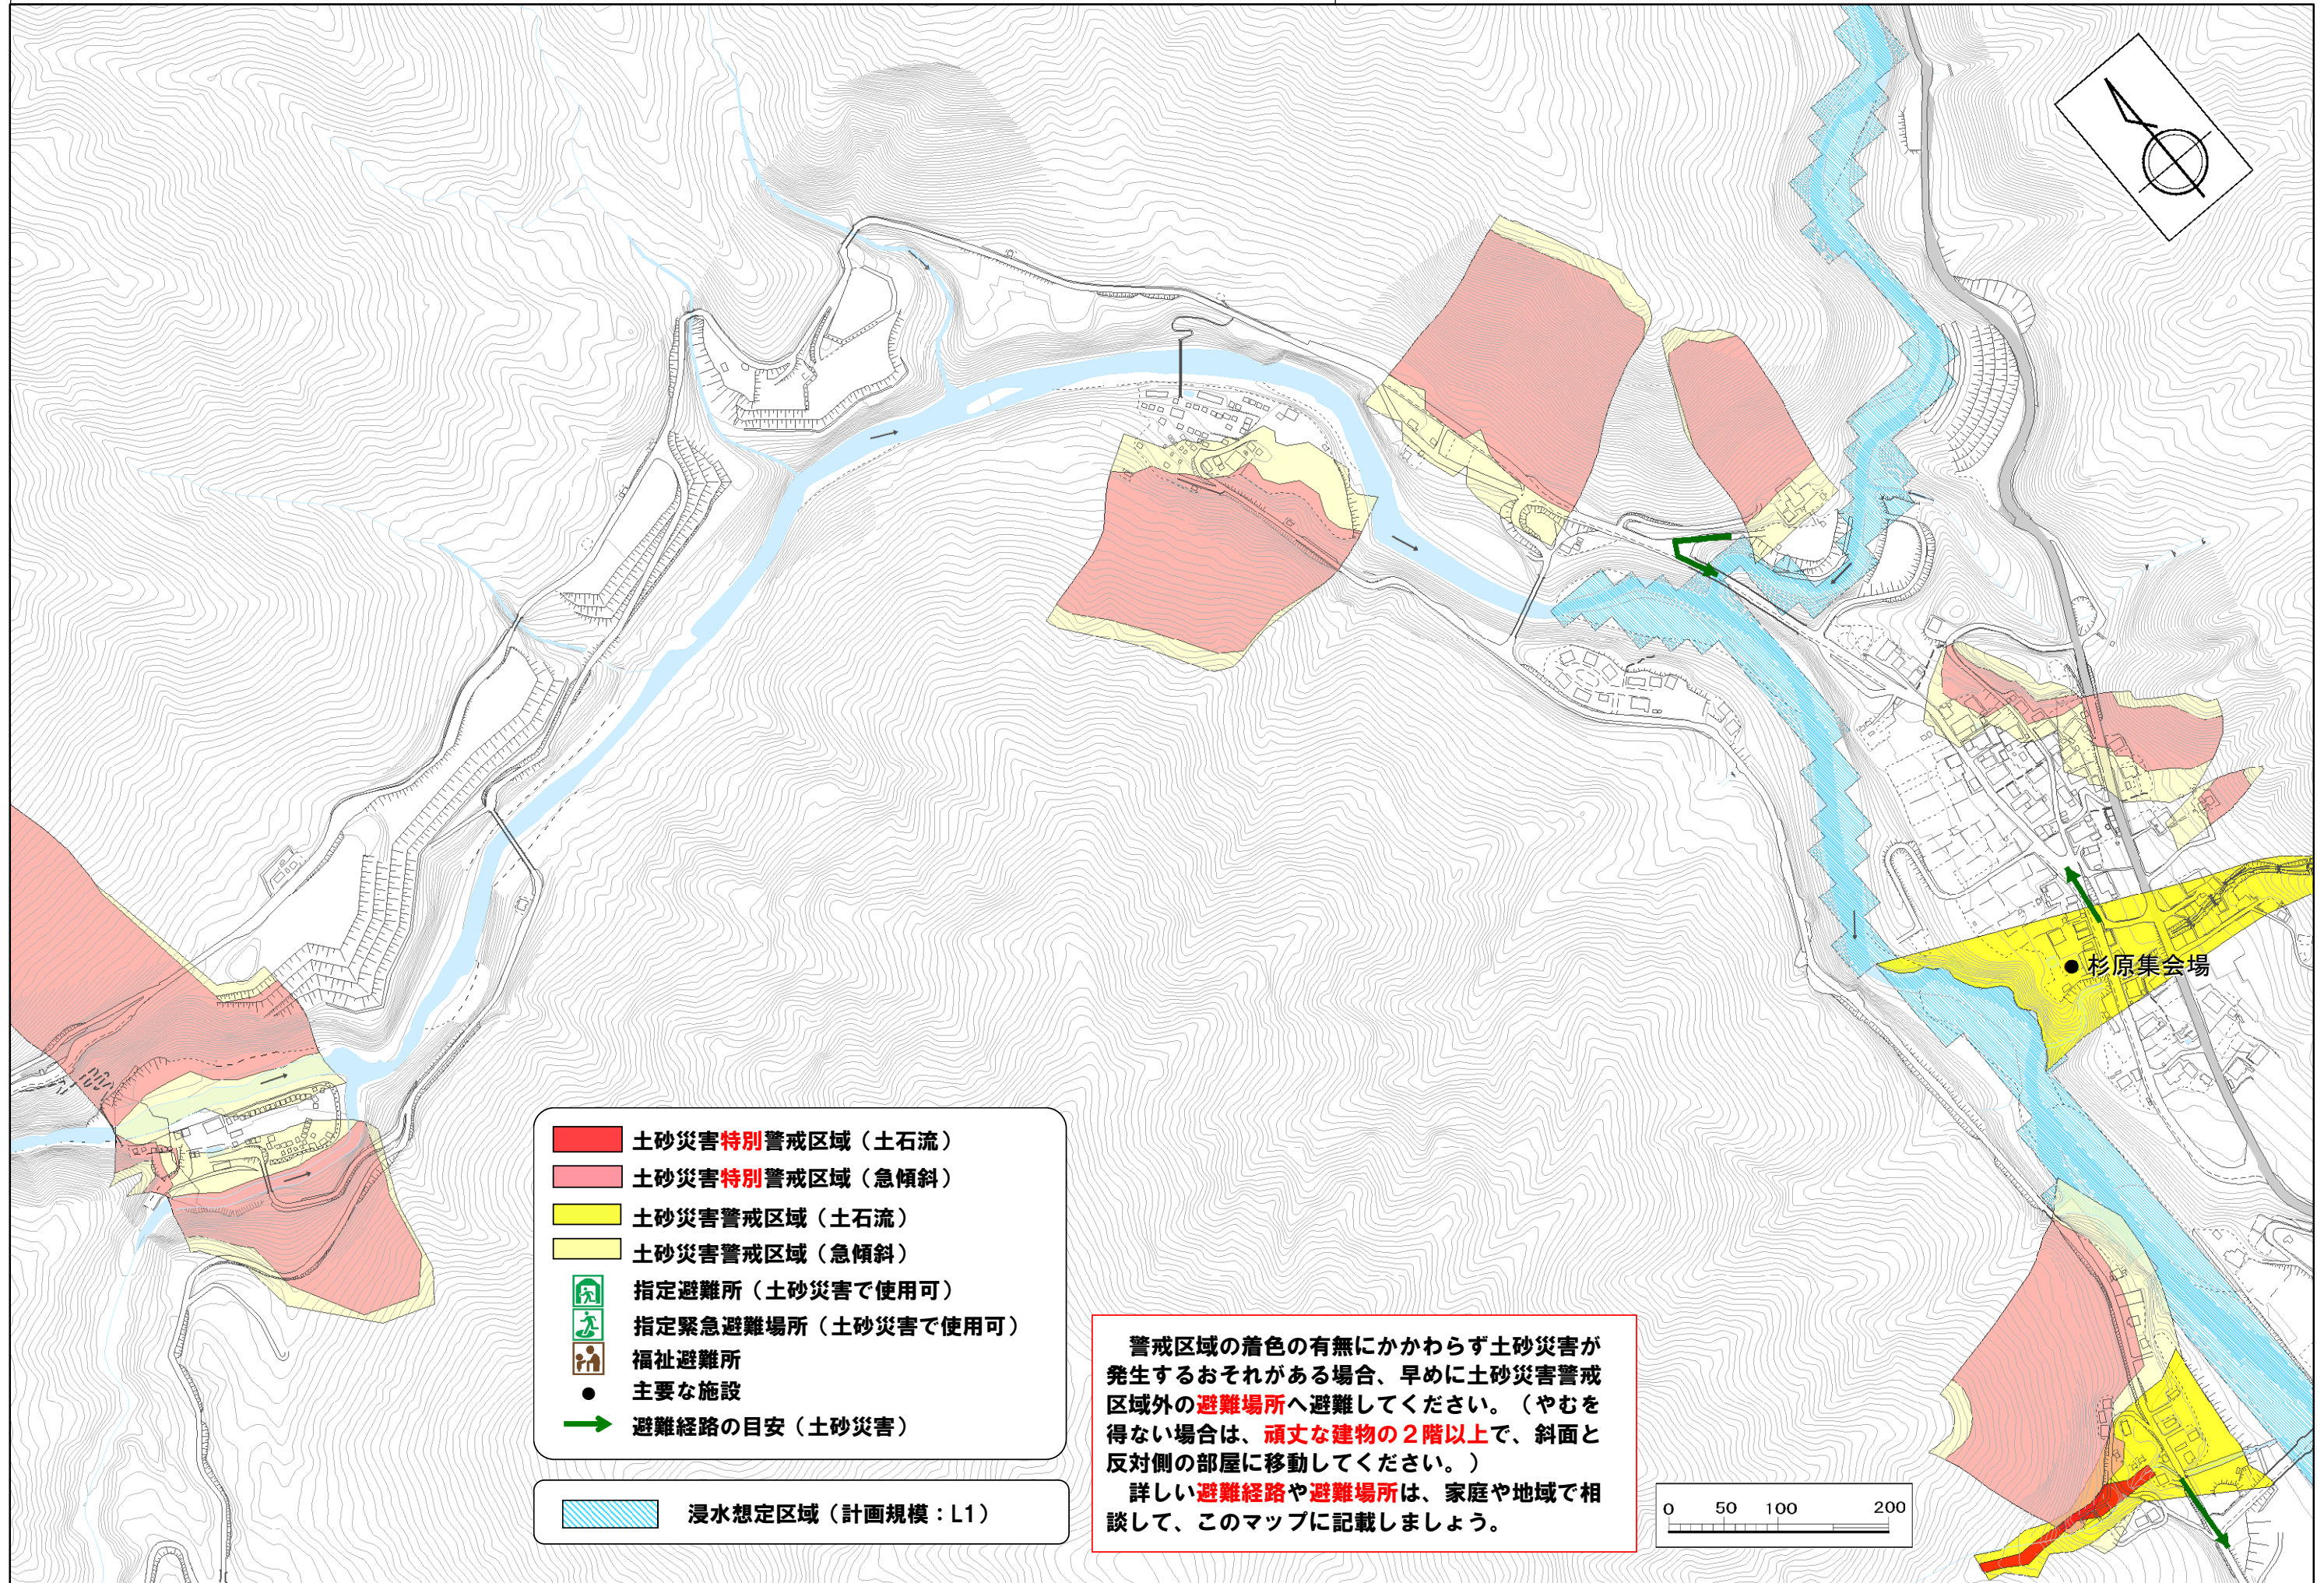 杉原集会場
土砂災害特別警戒区域（土石流）
土砂災害特別警戒区域（急傾斜）
土砂災害警戒区域（土石流）
土砂災害警戒区域（急傾斜）
指定避難所（土砂災害で使用可）
指定緊急避難場所（土砂災害で使用可）
福祉避難所
主要な施設
避難経路の目安（土砂災害）
浸水想定区域（計画規模：L1）
警戒区域の着色の有無にかかわらず土砂災害が
発生するおそれがある場合、早めに土砂災害警戒
区域外の避難場所へ避難してください。（やむを
得ない場合は、頑丈な建物の２階以上で、斜面と
反対側の部屋に移動してください。）
詳しい避難経路や避難場所は、家庭や地域で相
談して、このマップに記載しましょう。
0 50 100 200